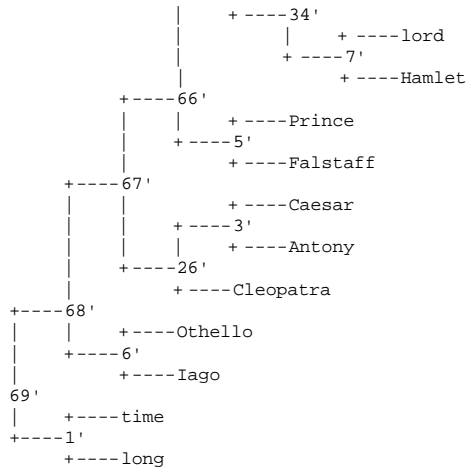 |    + ----34'
|         |    + ----lord
|         + ----7'
|              + ----Hamlet
+----66'
|    |    + ----Prince
|    + ----5'
|         + ----Falstaff
+----67'
|    |         + ----Caesar
|    |    + ----3'
|    |    |    + ----Antony
|    + ----26'
|         + ----Cleopatra
+----68'
|    |    + ----Othello
|    + ----6'
|         + ----Iago
69'
|    + ----time
+ ----1'
+ ----long